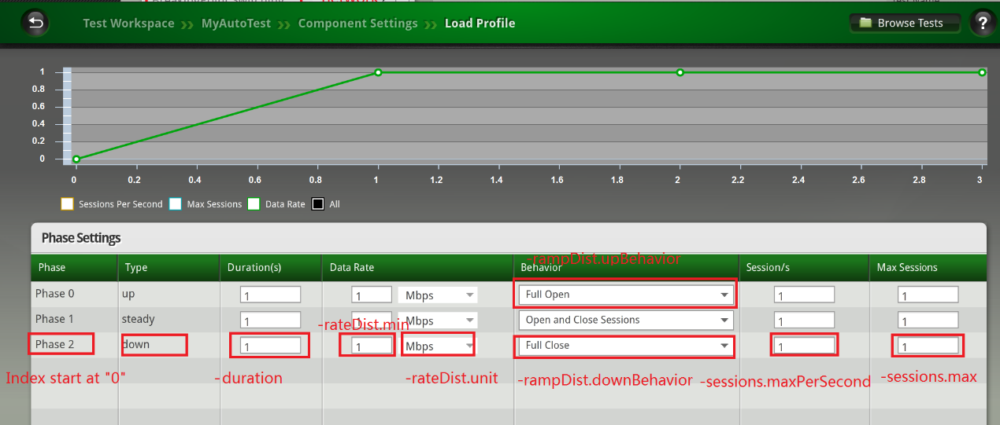 Test Workspace MyAutoTest Component Settings Load Profile Browse Tests ?
1
0.8
0.6
0.4
0.2
0
0 0.2 0.4 0.6 0.8 1 1.2 1.4 1.6 1.8 2 2.2 2.4 2.6 2.8 3
Sessions Per Second Max Sessions Data Rate All
Phase Settings
-rampDist.upBehavior
Phase Type Duration(s) Data Rate Behavior Session/s Max Sessions
Phase 0 up 1 1 Mbps Full Open 1 1
Phase 1 steady 1 1 Mbps Open and Close Sessions 1 1
-rateDist.min
Phase 2 down 1 1 Mbps Full Close 1 1
Index start at "0" -duration -rateDist.unit -rampDist.downBehavior -sessions.maxPerSecond -sessions.max